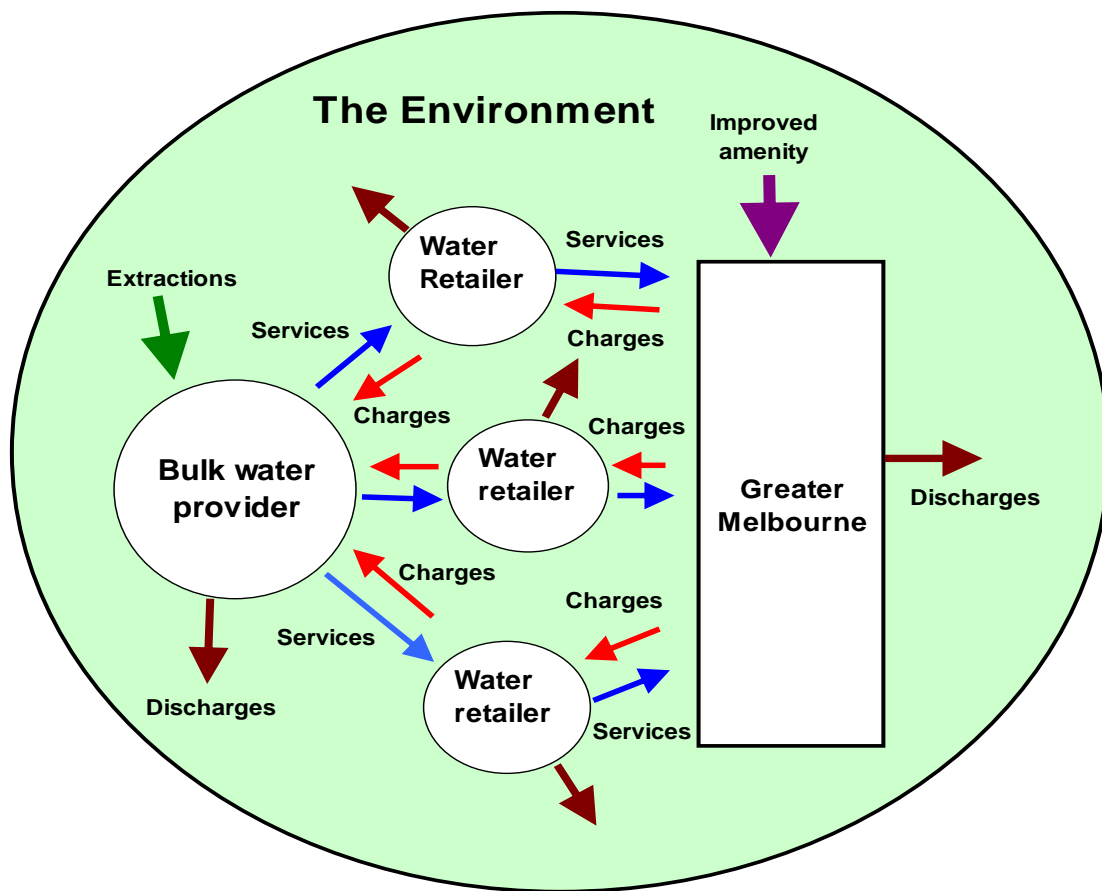 The Environment
Improved
amenity
Water
Retailer
Services
Extractions
Services
Charges
Charges
Charges
Bulk water
provider
Water
retailer
Greater
Melbourne
Discharges
Charges
Charges
Services
Water
retailer
Discharges
Services